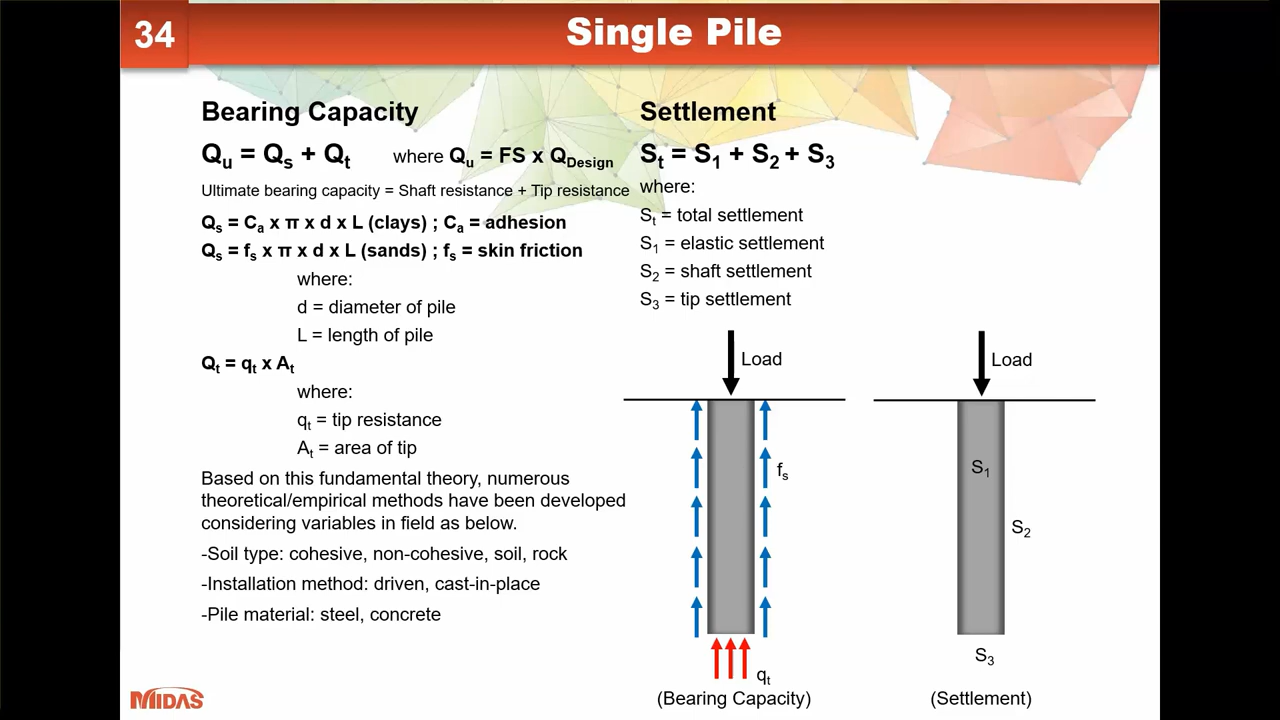 34
Single Pile
Bearing Capacity
Qu = Qs + Qt where Qu = FS x QDesign
Ultimate bearing capacity = Shaft resistance + Tip resistance
Qs = Ca x π x d x L (clays) ; Ca = adhesion
Qs = fs x π x d x L (sands) ; fs = skin friction
where:
d = diameter of pile
L = length of pile
Qt = qt x At
where:
qt = tip resistance
At = area of tip
Based on this fundamental theory, numerous
theoretical/empirical methods have been developed
considering variables in field as below.
-Soil type: cohesive, non-cohesive, soil, rock
-Installation method: driven, cast-in-place
-Pile material: steel, concrete
Settlement
St = S1 + S2 + S3
where:
St = total settlement
S1 = elastic settlement
S2 = shaft settlement
S3 = tip settlement
Load
fs
qt
(Bearing Capacity)
Load
S1
S2
S3
(Settlement)
MIDAS